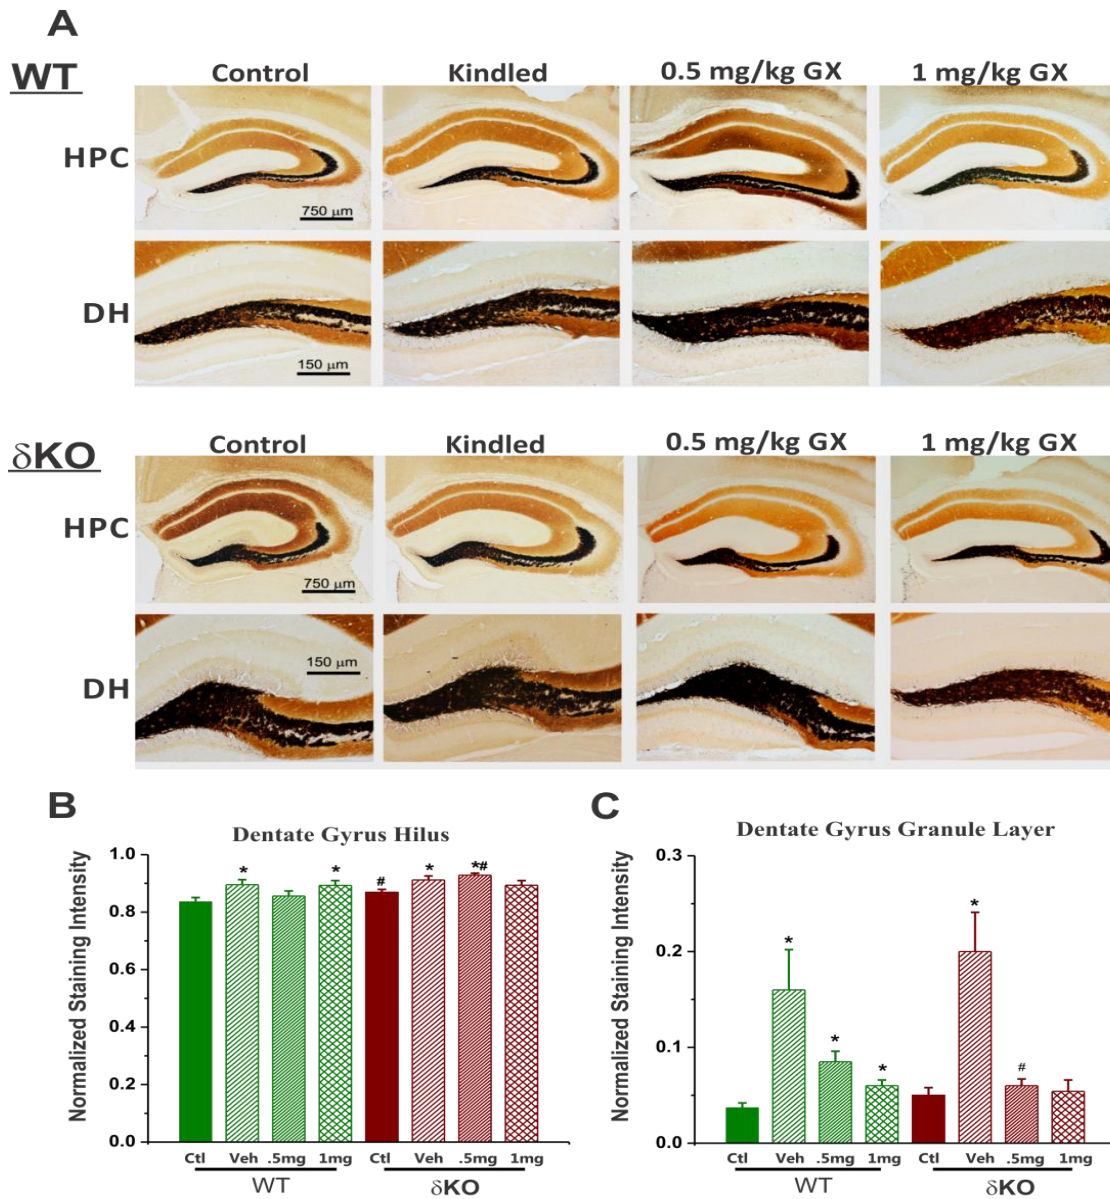 A
WT
Control Kindled 0.5 mg/kg GX 1 mg/kg GX
HPC
750 μm
DH
150 μm
δKO
Control Kindled 0.5 mg/kg GX 1 mg/kg GX
HPC
750 μm
DH
150 μm
B
Dentate Gyrus Hilus
Normalized Staining Intensity
1.0
0.8
0.6
0.4
0.2
0.0
* * # * *#
Ctl Veh .5mg 1mg Ctl Veh .5mg 1mg
WT δKO
C
Dentate Gyrus Granule Layer
Normalized Staining Intensity
0.3
0.2
0.1
0.0
* * * * #
Ctl Veh .5mg 1mg Ctl Veh .5mg 1mg
WT δKO